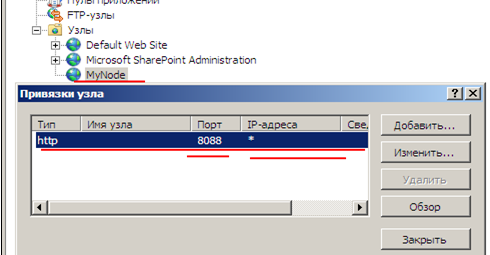 Пулы приложений
FTP-узлы
Узлы
Default Web Site
Microsoft SharePoint Administration
MyNode
Привязки узла
Тип Имя узла Порт IP-адреса Све,
http 8088 *
Добавить...
Изменить...
Удалить
Обзор
Закрыть